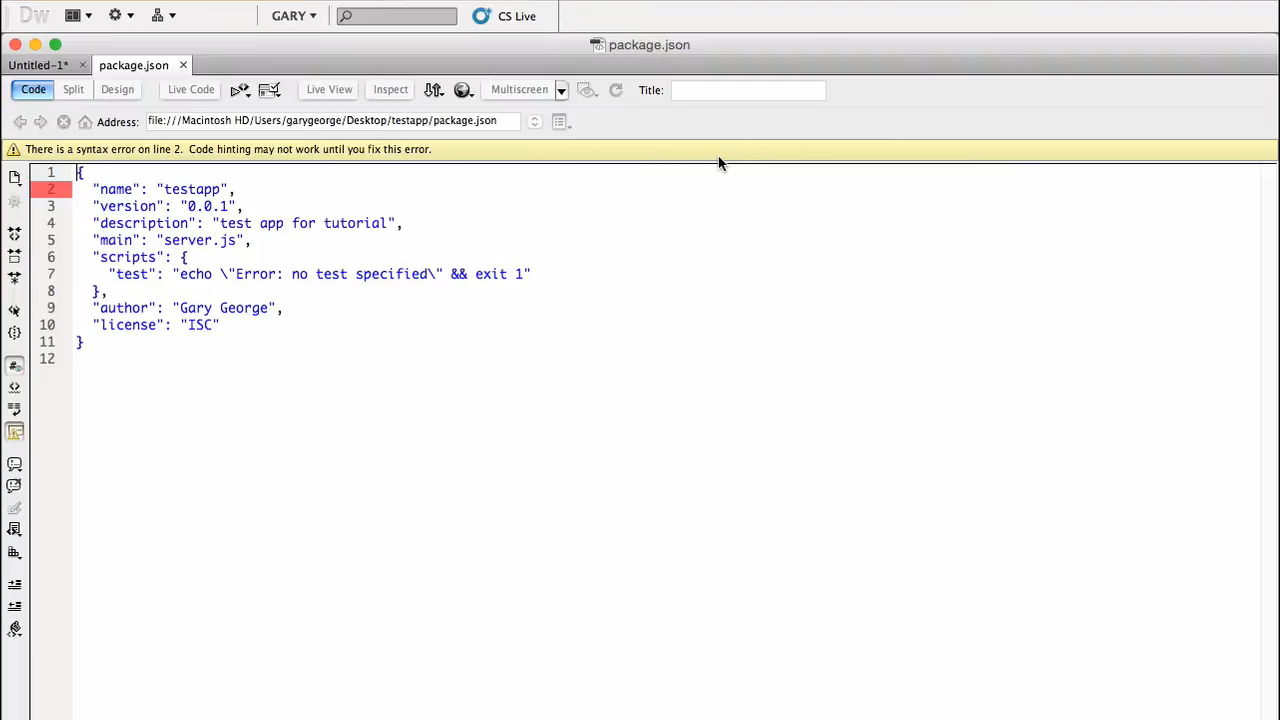 Dw GARY CS Live
package.json
Untitled-1* × package.json ×
Code Split Design Live Code Live View Inspect Multiscreen Title:
Address: file:///Macintosh HD/Users/garygeorge/Desktop/testapp/package.json
There is a syntax error on line 2. Code hinting may not work until you fix this error.
1 {
2 "name": "testapp",
3 "version": "0.0.1",
4 "description": "test app for tutorial",
5 "main": "server.js",
6 "scripts": {
7 "test": "echo \"Error: no test specified\" && exit 1"
8 },
9 "author": "Gary George",
10 "license": "ISC"
11 }
12